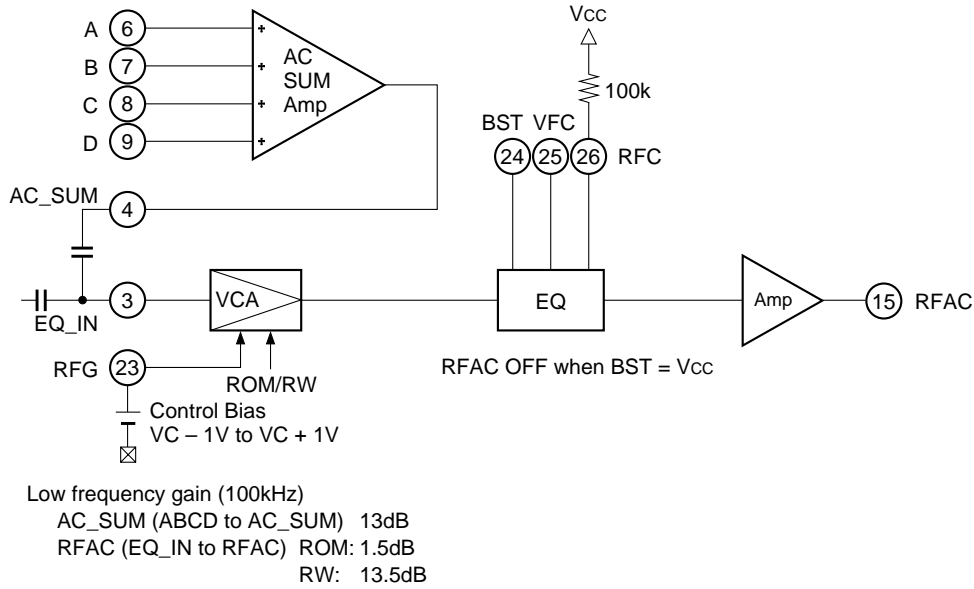 A 6
B 7
C 8
D 9
AC
SUM
Amp
+
+
+
+
Vcc
100k
BST VFC
24 25 26 RFC
AC_SUM 4
3
EQ_IN
VCA
EQ
Amp
15 RFAC
RFG 23
ROM/RW
RFAC OFF when BST = Vcc
Control Bias
VC – 1V to VC + 1V
Low frequency gain (100kHz)
AC_SUM (ABCD to AC_SUM) 13dB
RFAC (EQ_IN to RFAC) ROM: 1.5dB
RW: 13.5dB